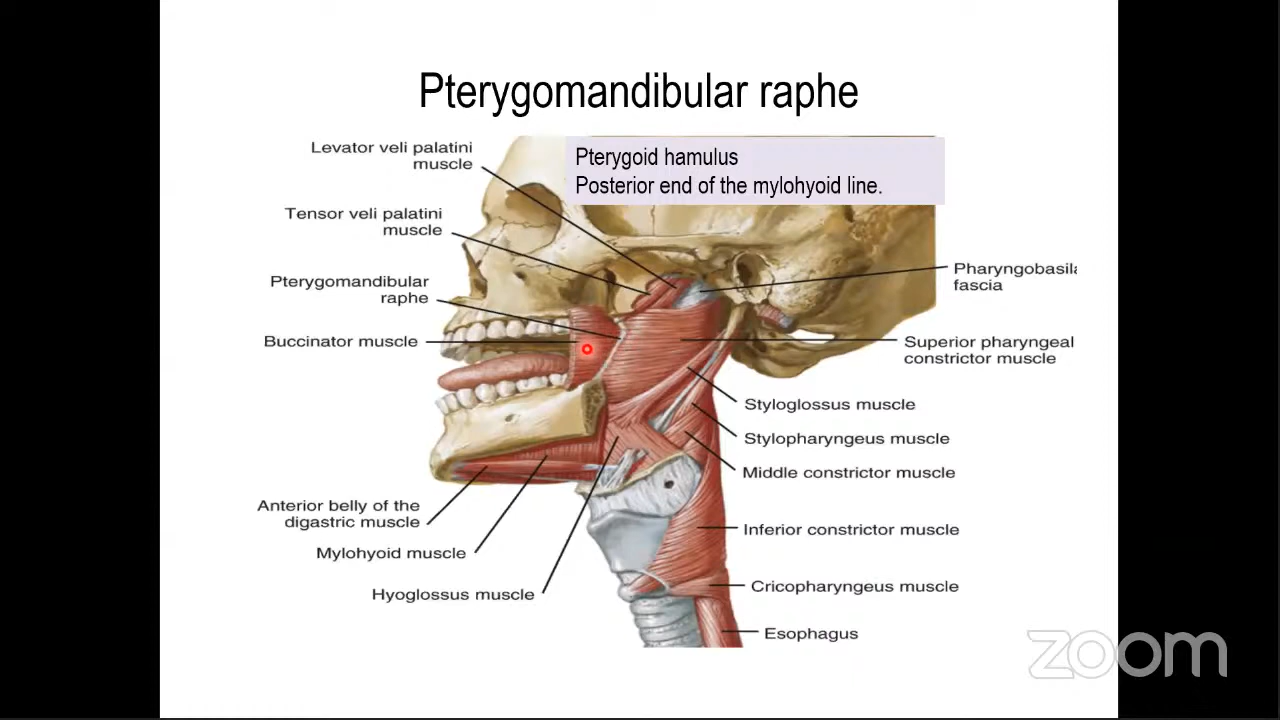 Pterygomandibular raphe
Levator veli palatini
muscle
Pterygoid hamulus
Posterior end of the mylohyoid line.
Tensor veli palatini
muscle
Pterygomandibular
raphe
Buccinator muscle
Pharyngobasila
fascia
Superior pharyngeal
constrictor muscle
Styloglossus muscle
Stylopharyngeus muscle
Middle constrictor muscle
Anterior belly of the
digastric muscle
Mylohyoid muscle
Hyoglossus muscle
Inferior constrictor muscle
Cricopharyngeus muscle
Esophagus
zoom